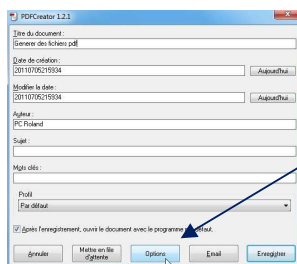 PDFCreator 1.2.1
Titre du document :
Generer des fichiers pdf
Date de création :
20110705215934
Aujourd'hui
Modifier la date :
20110705215934
Aujourd'hui
Auteur :
PC Roland
Sujet :
Mots clés :
Profil
Par défaut
Après l'enregistrement, ouvrir le document avec le programme défaut.
Annuler
Mettre en file d'attente
Options
Email
Enregistrer